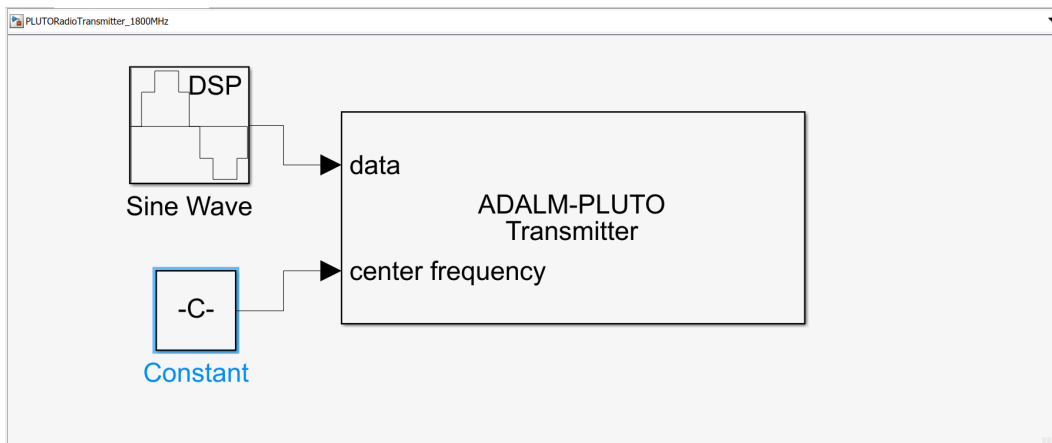 PLUTORadioTransmitter_1800MHz
DSP
Sine Wave
data
ADALM-PLUTO
Transmitter
center frequency
-C-
Constant